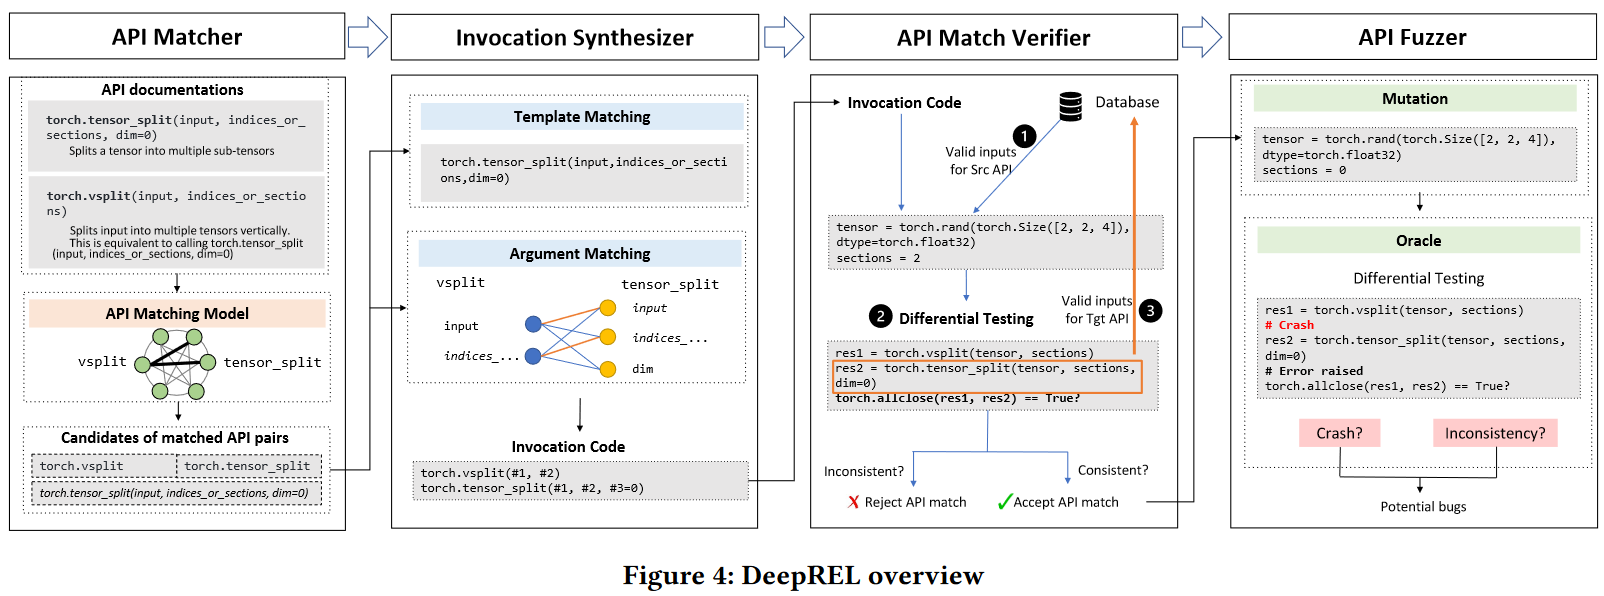 API Matcher
Invocation Synthesizer
API Match Verifier
API Fuzzer
API documentations
torch.tensor_split(input, indices_or_
sections, dim=0)
Splits a tensor into multiple sub-tensors
torch.vsplit(input, indices_or_sectio
ns)
Splits input into multiple tensors vertically.
This is equivalent to calling torch.tensor_split
(input, indices_or_sections, dim=0)
API Matching Model
vsplit
tensor_split
Candidates of matched API pairs
torch.vsplit
torch.tensor_split
torch.tensor_split(input, indices_or_sections, dim=0)
Template Matching
torch.tensor_split(input,indices_or_secti
ons,dim=0)
Argument Matching
vsplit
tensor_split
input
input
indices_...
indices_...
dim
Invocation Code
torch.vsplit(#1, #2)
torch.tensor_split(#1, #2, #3=0)
Invocation Code
Database
1
Valid inputs
for Src API
tensor = torch.rand(torch.Size([2, 2, 4]),
dtype=torch.float32)
sections = 2
Valid inputs
for Tgt API
3
2 Differential Testing
res1 = torch.vsplit(tensor, sections)
res2 = torch.tensor_split(tensor, sections,
dim=0)
torch.allclose(res1, res2) == True?
Inconsistent?
Consistent?
✗ Reject API match
✓ Accept API match
Mutation
tensor = torch.rand(torch.Size([2, 2, 4]),
dtype=torch.float32)
sections = 0
Oracle
Differential Testing
res1 = torch.vsplit(tensor, sections)
# Crash
res2 = torch.tensor_split(tensor, sections,
dim=0)
# Error raised
torch.allclose(res1, res2) == True?
Crash?
Inconsistency?
Potential bugs
Figure 4: DeepREL overview